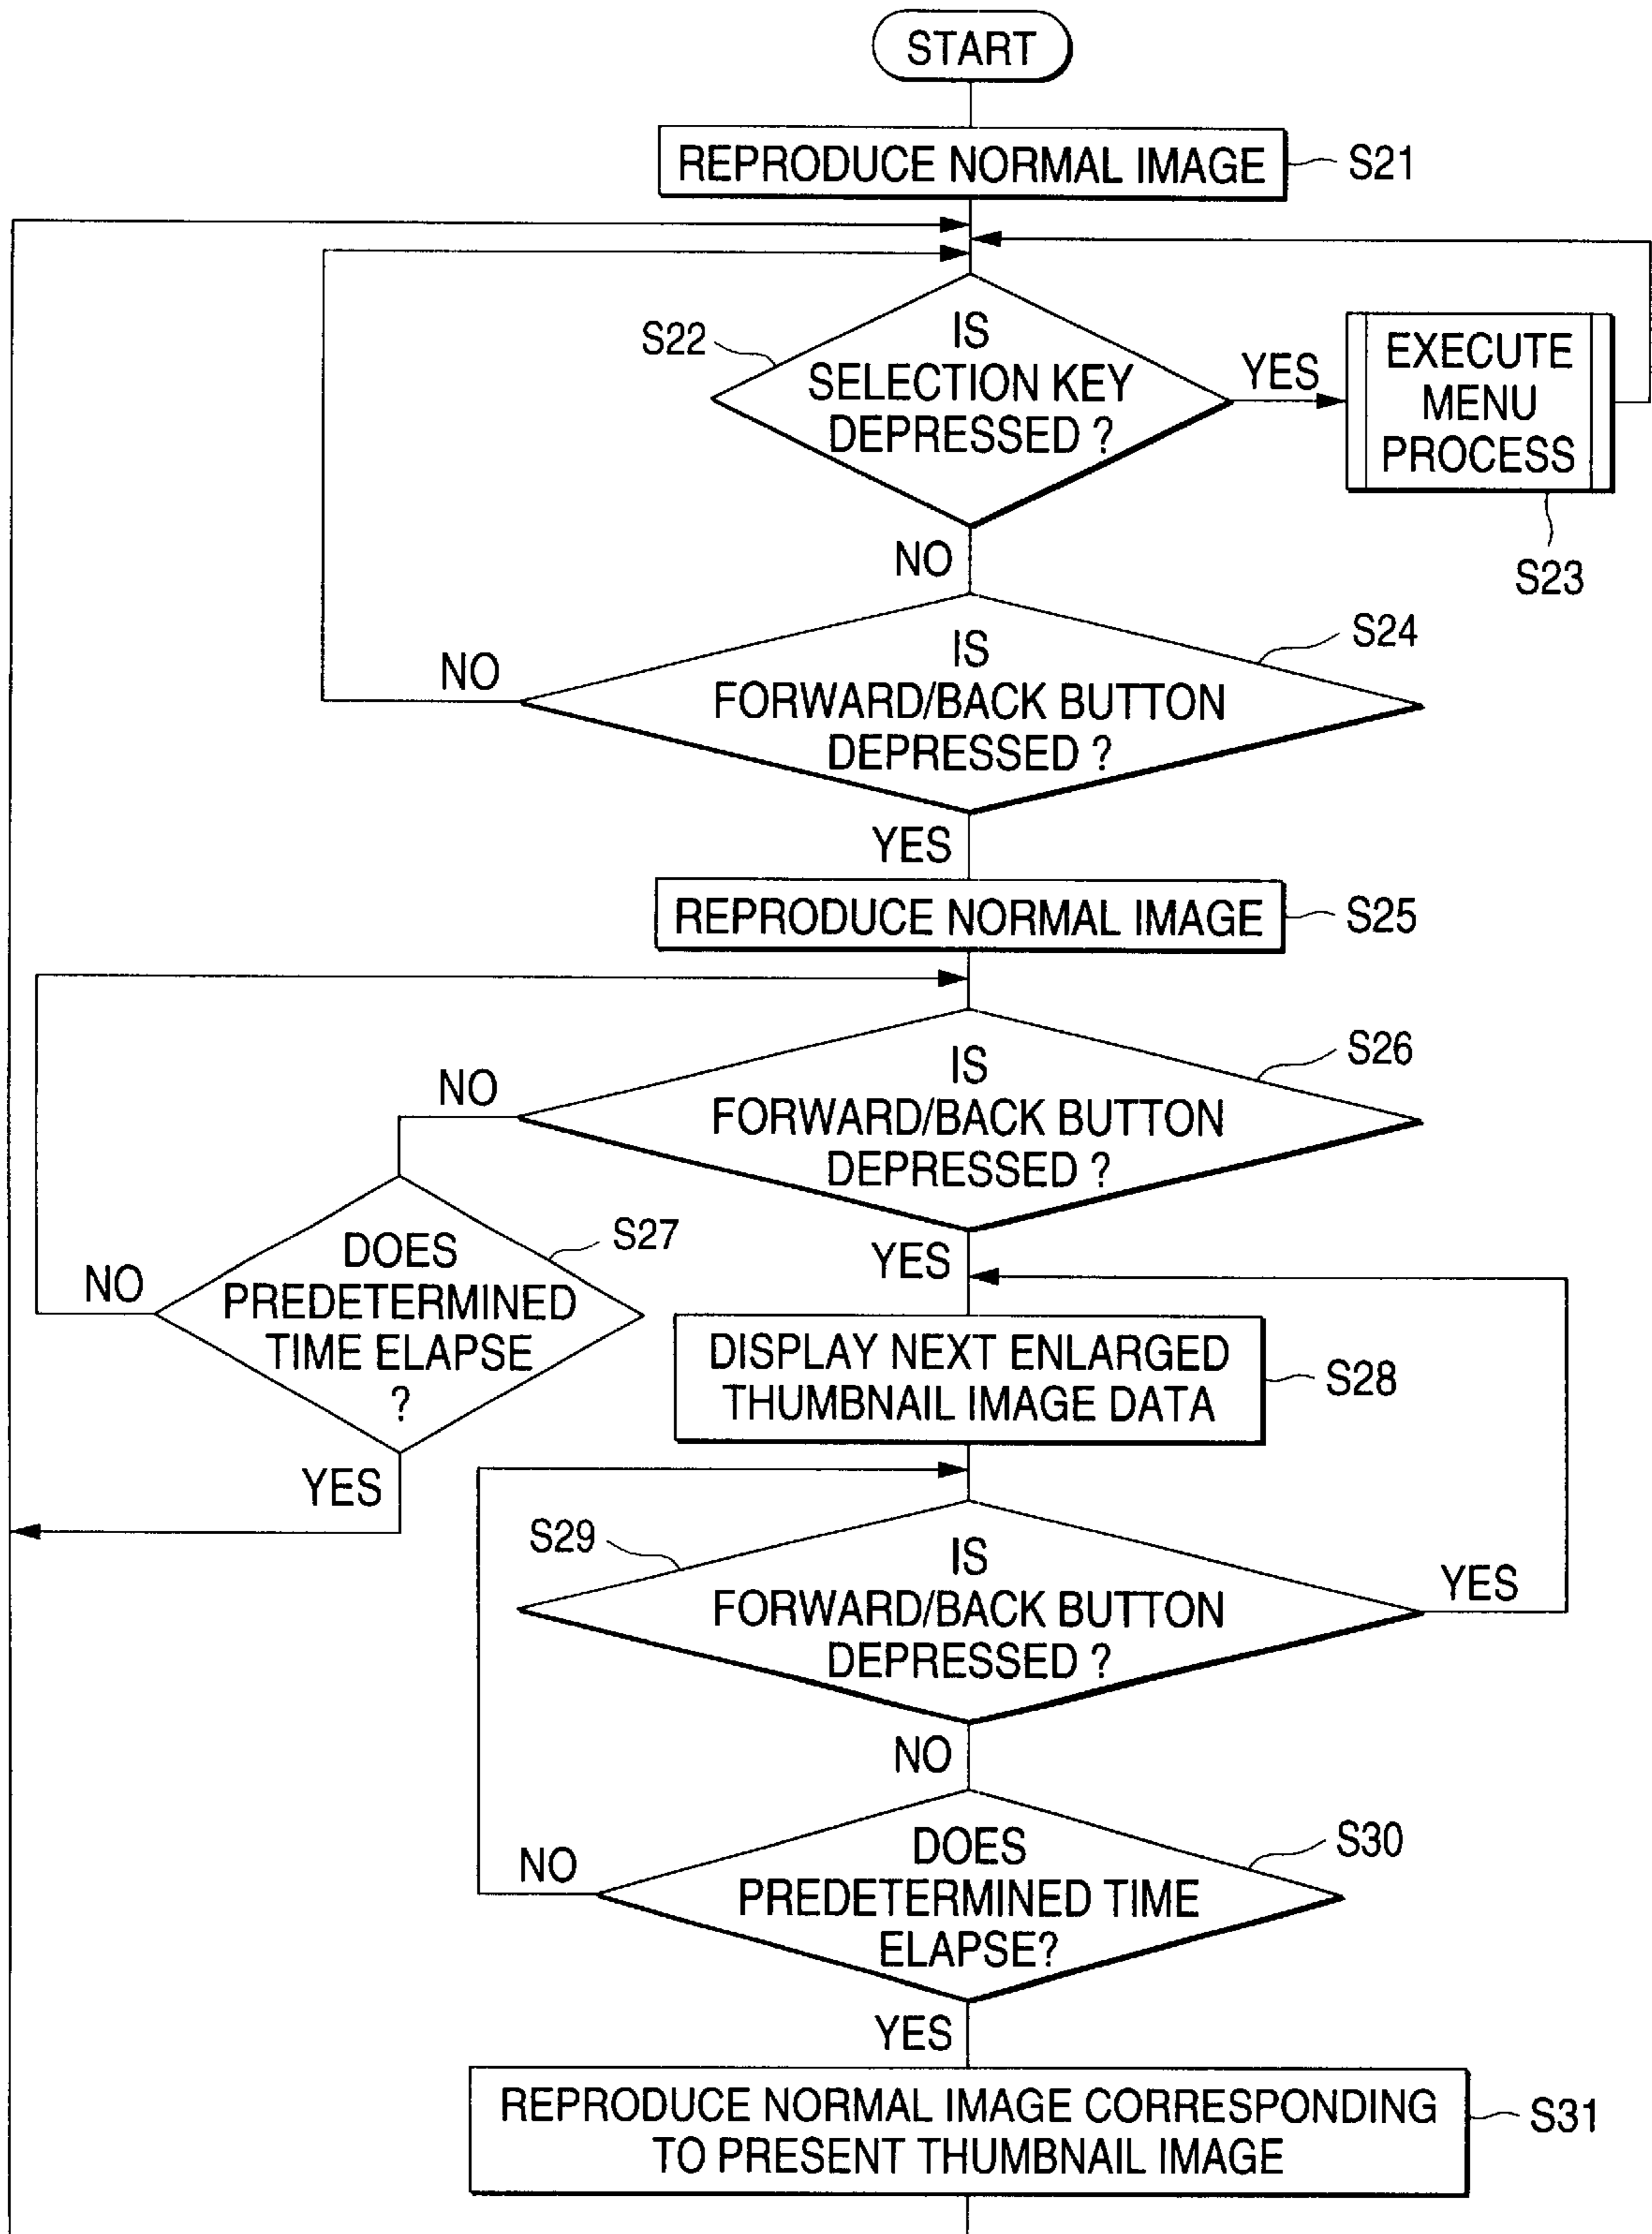 START
REPRODUCE NORMAL IMAGE
S21
S22
IS
SELECTION KEY
DEPRESSED ?
YES
EXECUTE
MENU
PROCESS
S23
NO
S24
IS
FORWARD/BACK BUTTON
DEPRESSED ?
NO
YES
REPRODUCE NORMAL IMAGE
S25
S26
IS
FORWARD/BACK BUTTON
DEPRESSED ?
NO
S27
DOES
PREDETERMINED
TIME ELAPSE
?
NO
YES
YES
DISPLAY NEXT ENLARGED
THUMBNAIL IMAGE DATA
S28
S29
IS
FORWARD/BACK BUTTON
DEPRESSED ?
YES
NO
S30
DOES
PREDETERMINED TIME
ELAPSE?
NO
YES
REPRODUCE NORMAL IMAGE CORRESPONDING
TO PRESENT THUMBNAIL IMAGE
S31